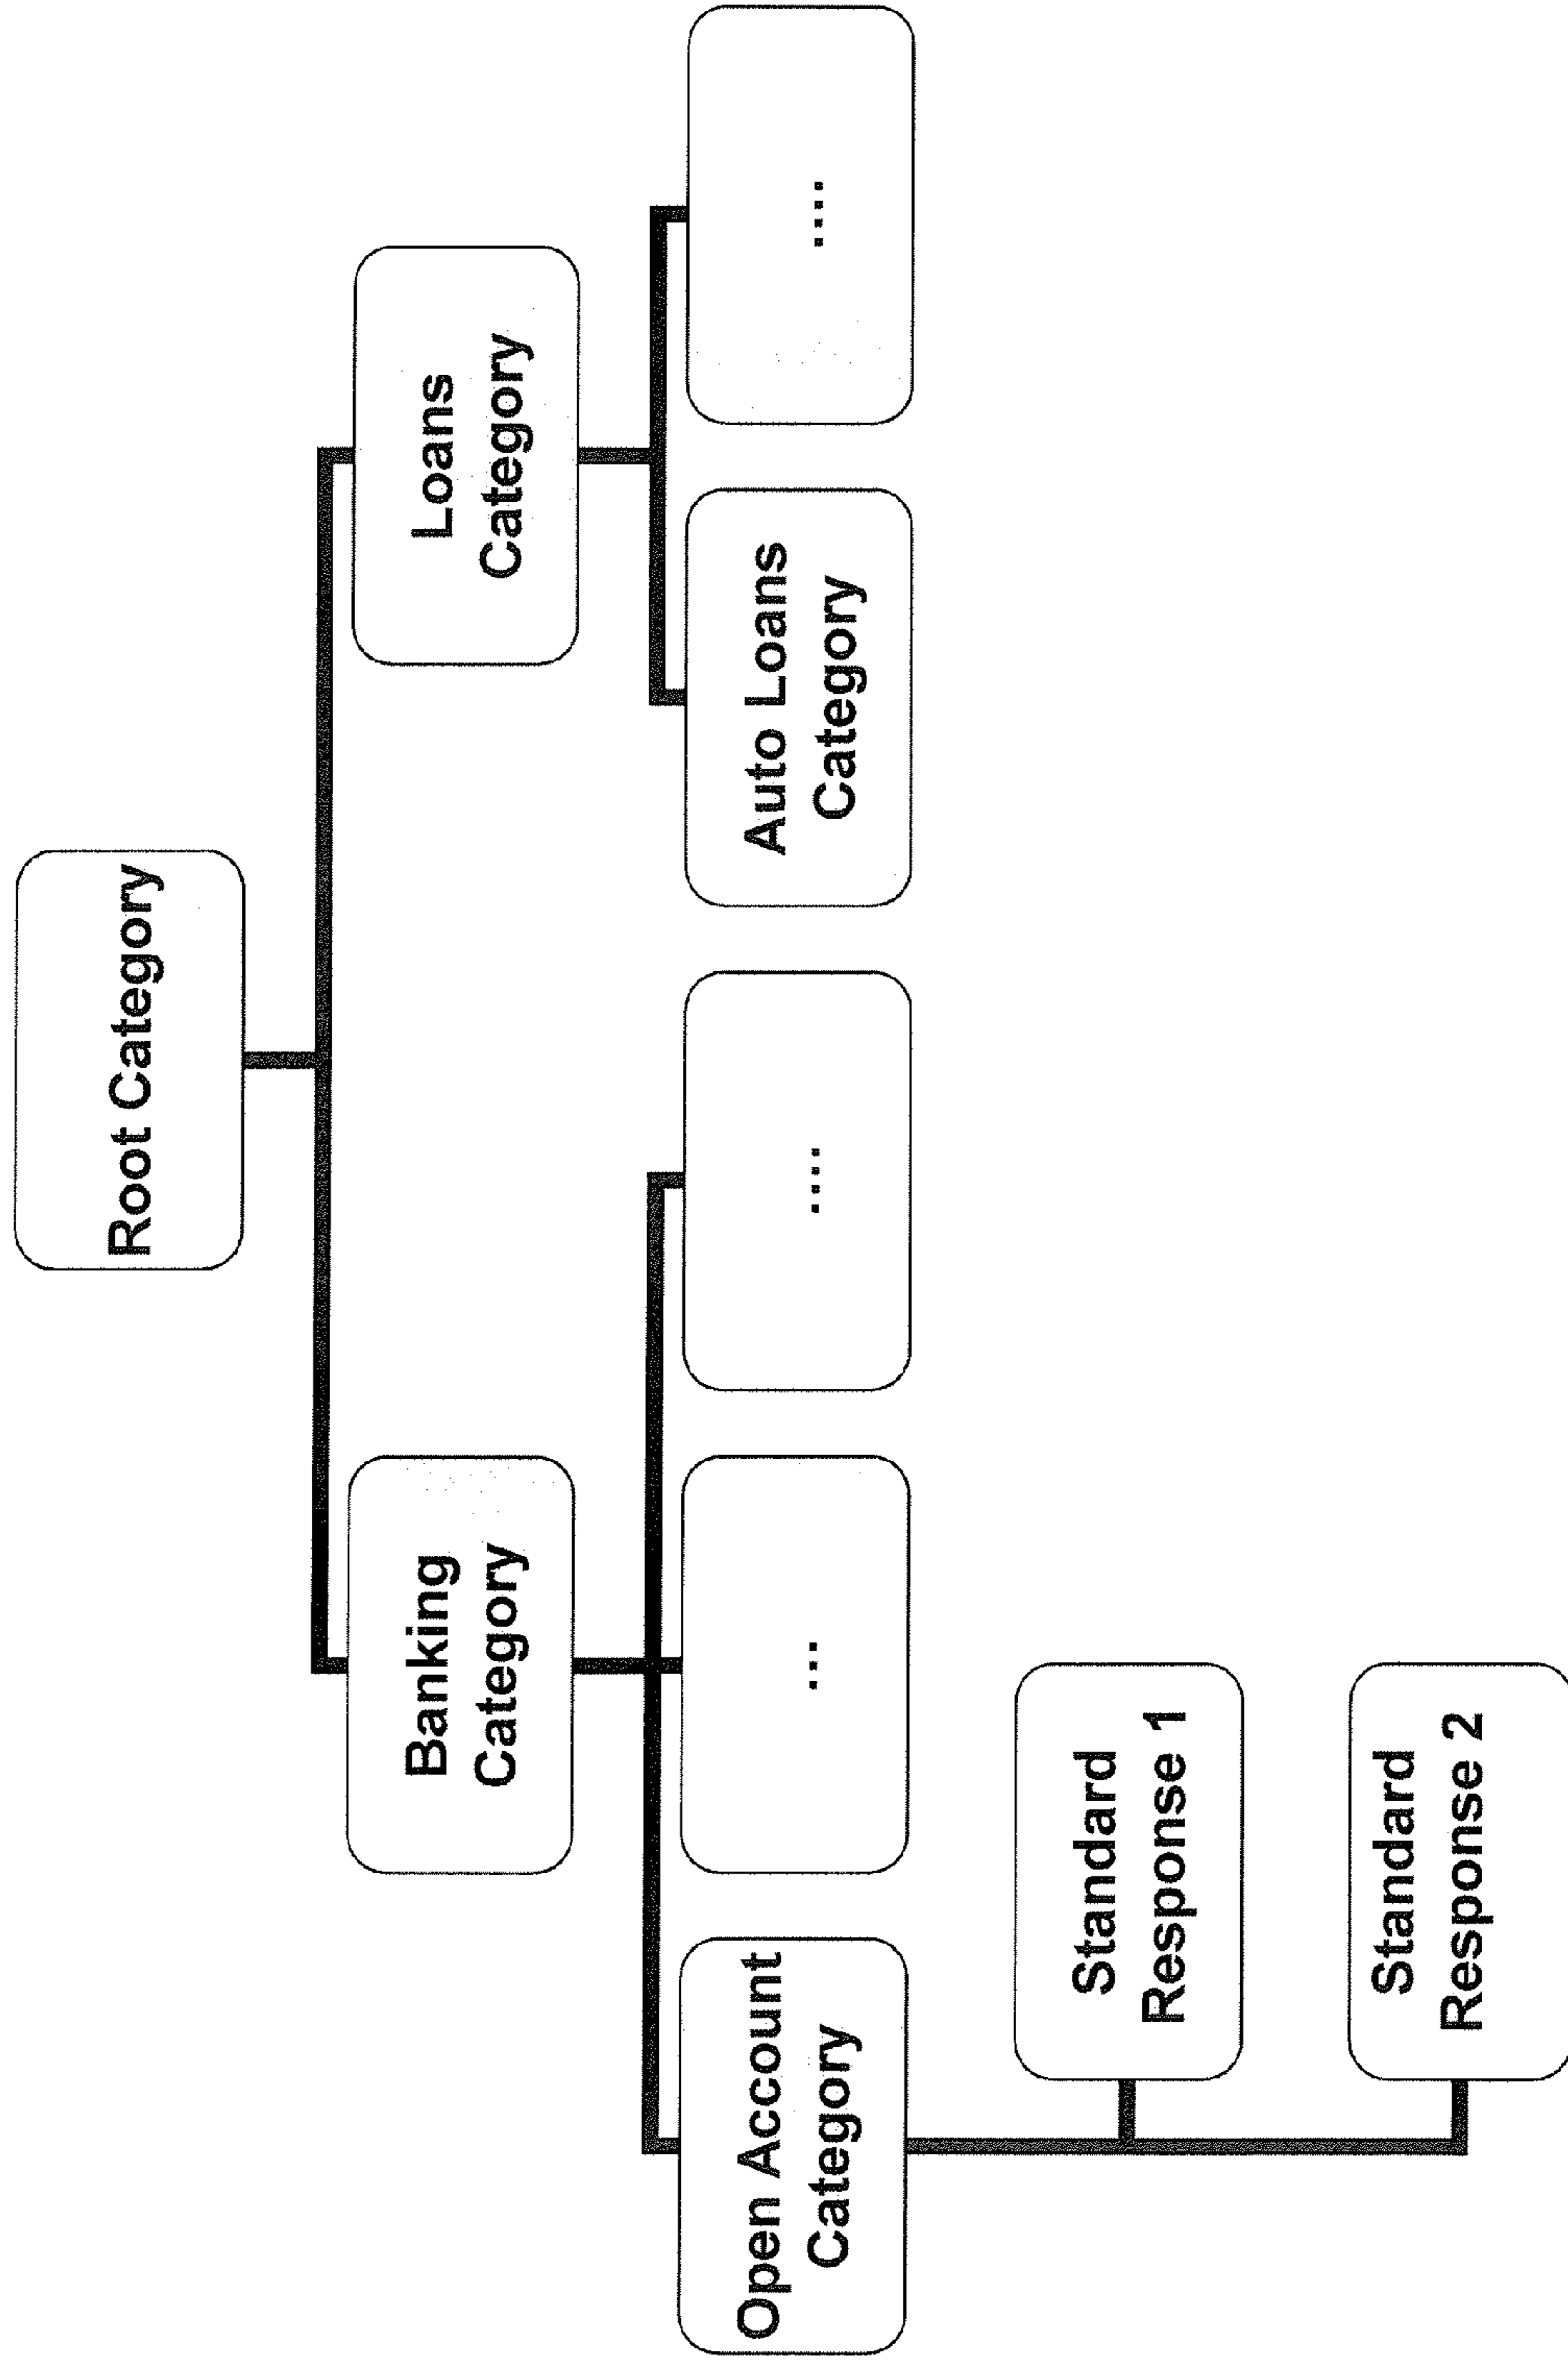 Root Category
Banking
Category
Loans
Category
Open Account
Category
...
....
Auto Loans
Category
....
Standard
Response 1
Standard
Response 2